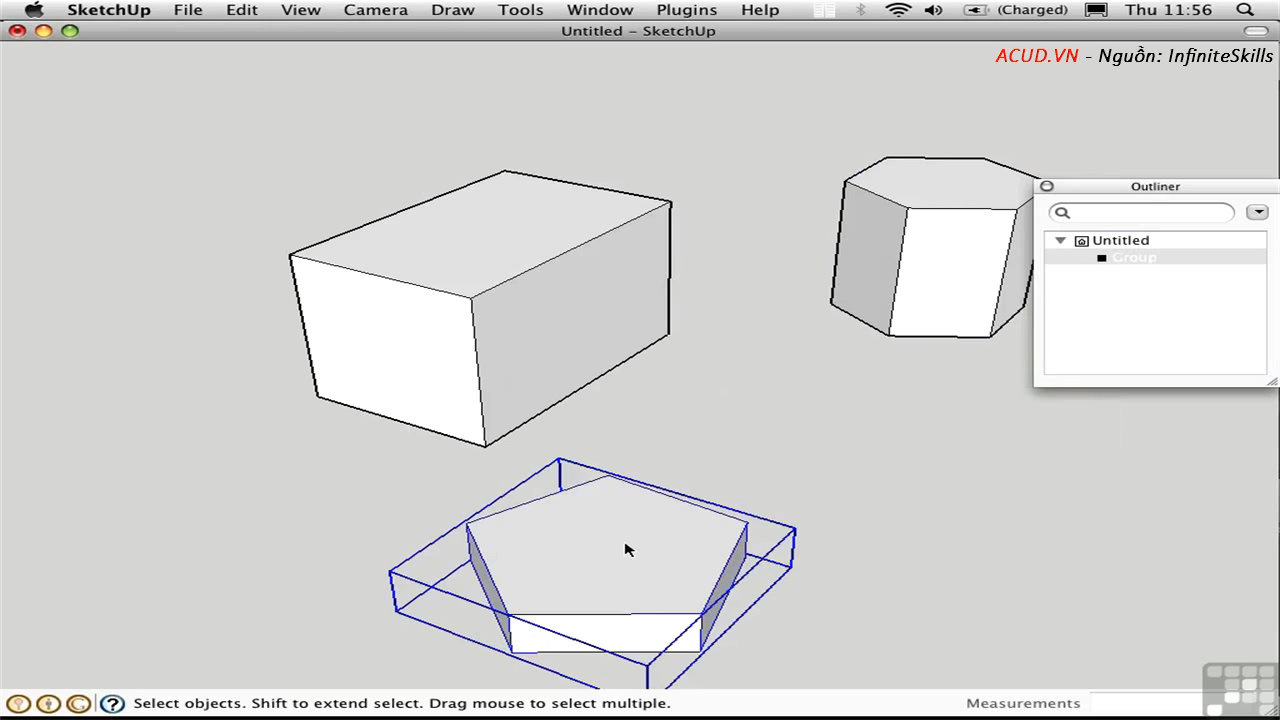 SketchUp File Edit View Camera Draw Tools Window Plugins Help (Charged) Thu 11:56
Untitled – SketchUp
ACUD.VN - Nguồn: InfiniteSkills
Outliner
Untitled
Group
Select objects. Shift to extend select. Drag mouse to select multiple.
Measurements